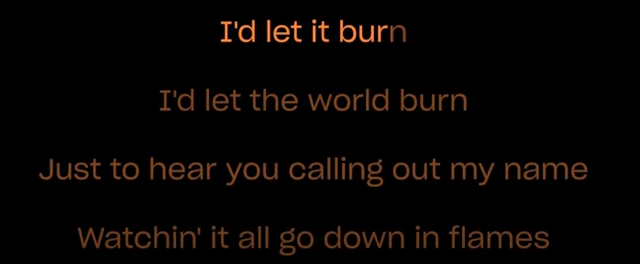 I'd let it burn
I'd let the world burn
Just to hear you calling out my name
Watchin' it all go down in flames